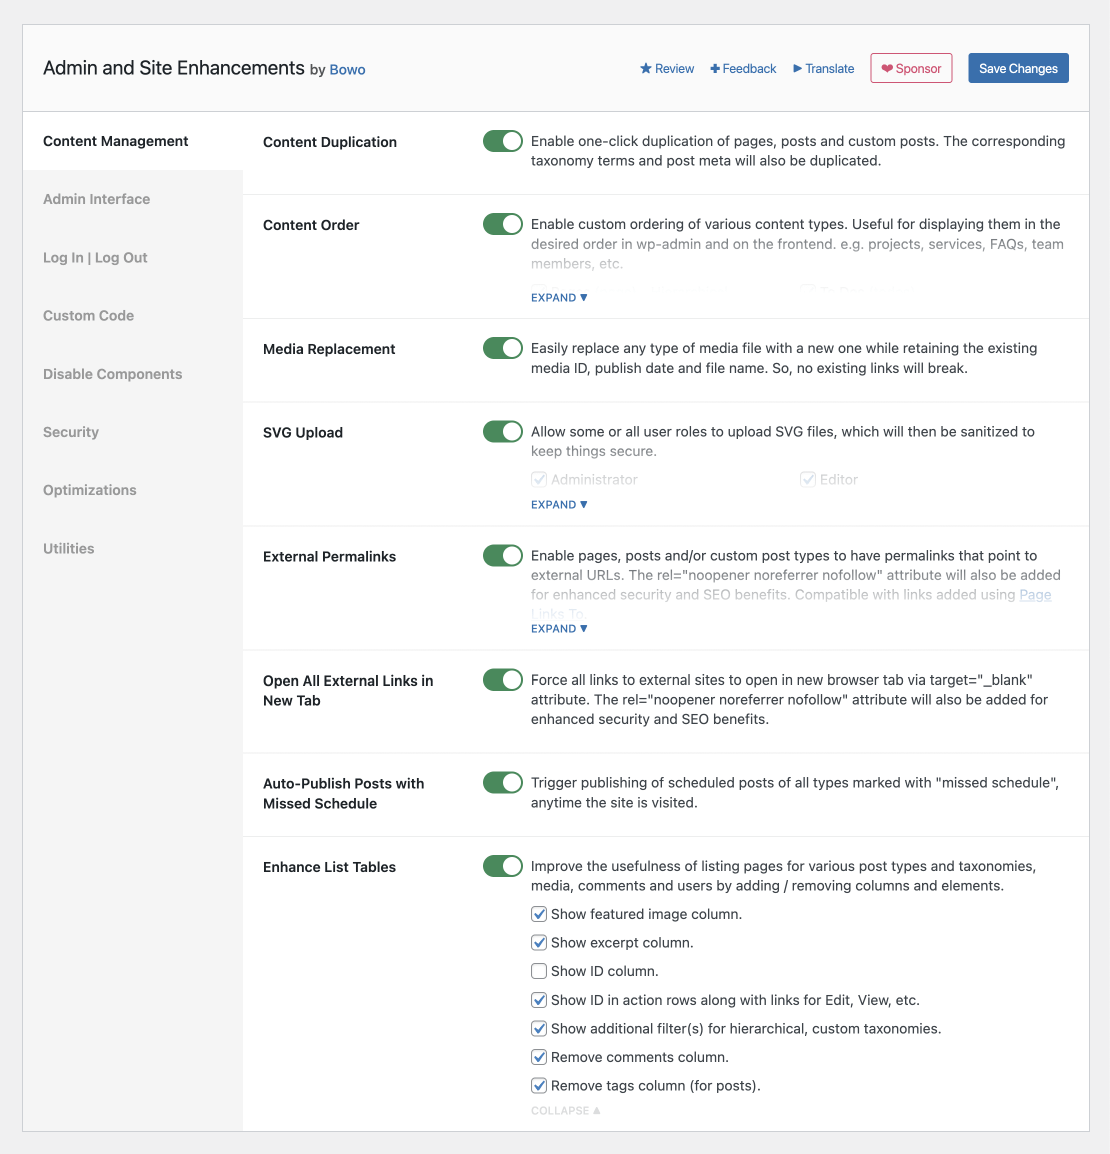 Admin and Site Enhancements by Bowo
Review
Feedback
Translate
Sponsor
Save Changes
Content Management
Admin Interface
Log In | Log Out
Custom Code
Disable Components
Security
Optimizations
Utilities
Content Duplication
Enable one-click duplication of pages, posts and custom posts. The corresponding
taxonomy terms and post meta will also be duplicated.
Content Order
Enable custom ordering of various content types. Useful for displaying them in the
desired order in wp-admin and on the frontend. e.g. projects, services, FAQs, team
members, etc.
EXPAND ▼
Media Replacement
Easily replace any type of media file with a new one while retaining the existing
media ID, publish date and file name. So, no existing links will break.
SVG Upload
Allow some or all user roles to upload SVG files, which will then be sanitized to
keep things secure.
Administrator
Editor
EXPAND ▼
External Permalinks
Enable pages, posts and/or custom post types to have permalinks that point to
external URLs. The rel="noopener noreferrer nofollow" attribute will also be added
for enhanced security and SEO benefits. Compatible with links added using Page
Links To.
EXPAND ▼
Open All External Links in
New Tab
Force all links to external sites to open in new browser tab via target="_blank"
attribute. The rel="noopener noreferrer nofollow" attribute will also be added for
enhanced security and SEO benefits.
Auto-Publish Posts with
Missed Schedule
Trigger publishing of scheduled posts of all types marked with "missed schedule",
anytime the site is visited.
Enhance List Tables
Improve the usefulness of listing pages for various post types and taxonomies,
media, comments and users by adding / removing columns and elements.
Show featured image column.
Show excerpt column.
Show ID column.
Show ID in action rows along with links for Edit, View, etc.
Show additional filter(s) for hierarchical, custom taxonomies.
Remove comments column.
Remove tags column (for posts).
COLLAPSE ▲